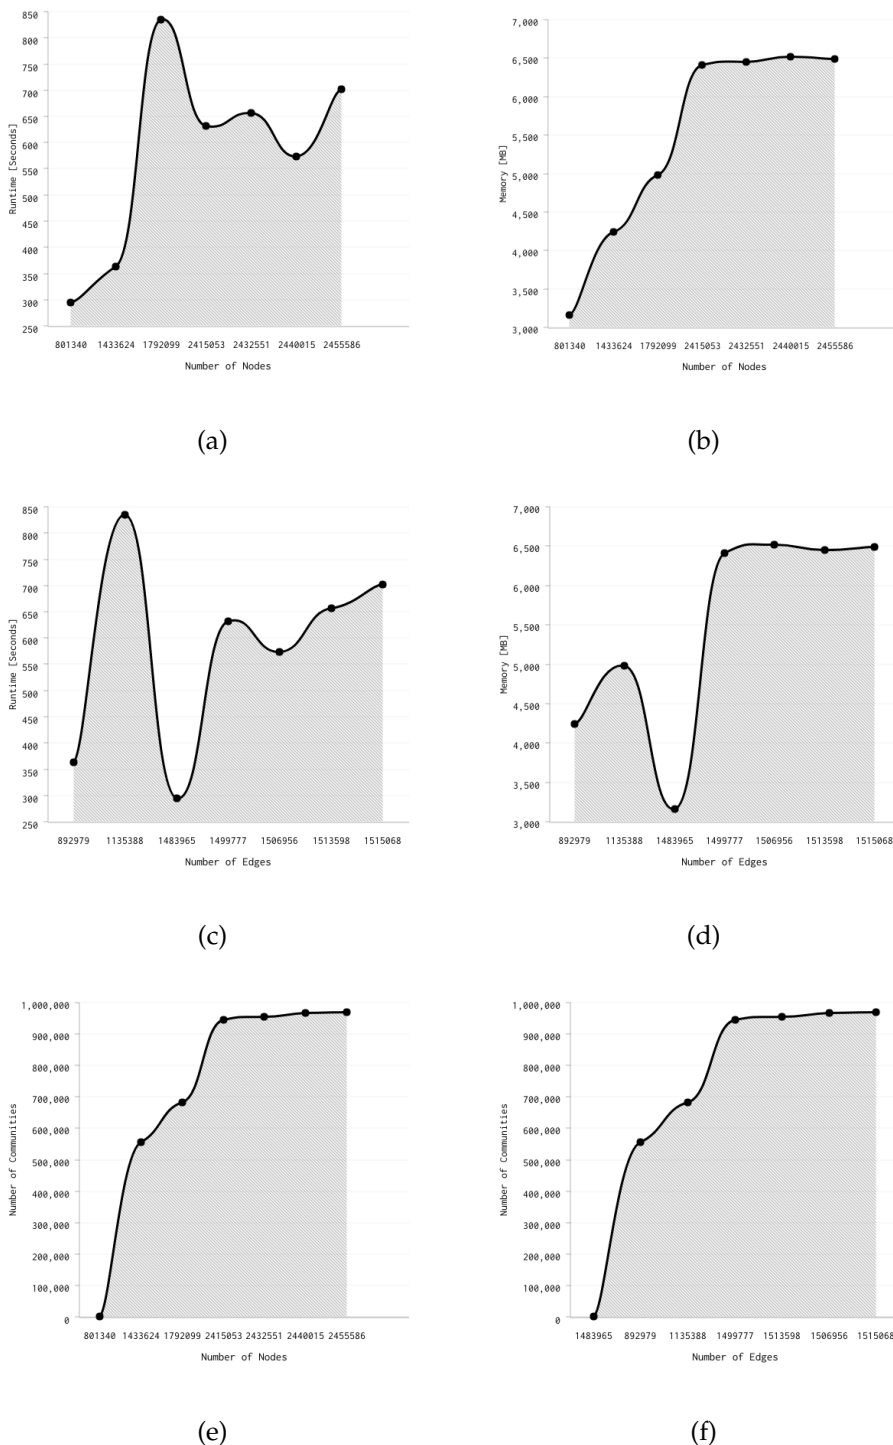 850
800
750
700
650
600
550
500
450
400
350
300
250
Runtime [Seconds]
801340 1433624 1792099 2415053 2432551 2440015 2455586
Number of Nodes
(a)
7,000
6,500
6,000
5,500
5,000
4,500
4,000
3,500
3,000
Memory [MB]
801340 1433624 1792099 2415053 2432551 2440015 2455586
Number of Nodes
(b)
850
800
750
700
650
600
550
500
450
400
350
300
250
Runtime [Seconds]
892979 1135388 1483965 1499777 1506956 1513598 1515068
Number of Edges
(c)
7,000
6,500
6,000
5,500
5,000
4,500
4,000
3,500
3,000
Memory [MB]
892979 1135388 1483965 1499777 1506956 1513598 1515068
Number of Edges
(d)
1,000,000
900,000
800,000
700,000
600,000
500,000
400,000
300,000
200,000
100,000
0
Number of Communities
801340 1433624 1792099 2415053 2432551 2440015 2455586
Number of Nodes
(e)
1,000,000
900,000
800,000
700,000
600,000
500,000
400,000
300,000
200,000
100,000
0
Number of Communities
1483965 892979 1135388 1499777 1513598 1506956 1515068
Number of Edges
(f)